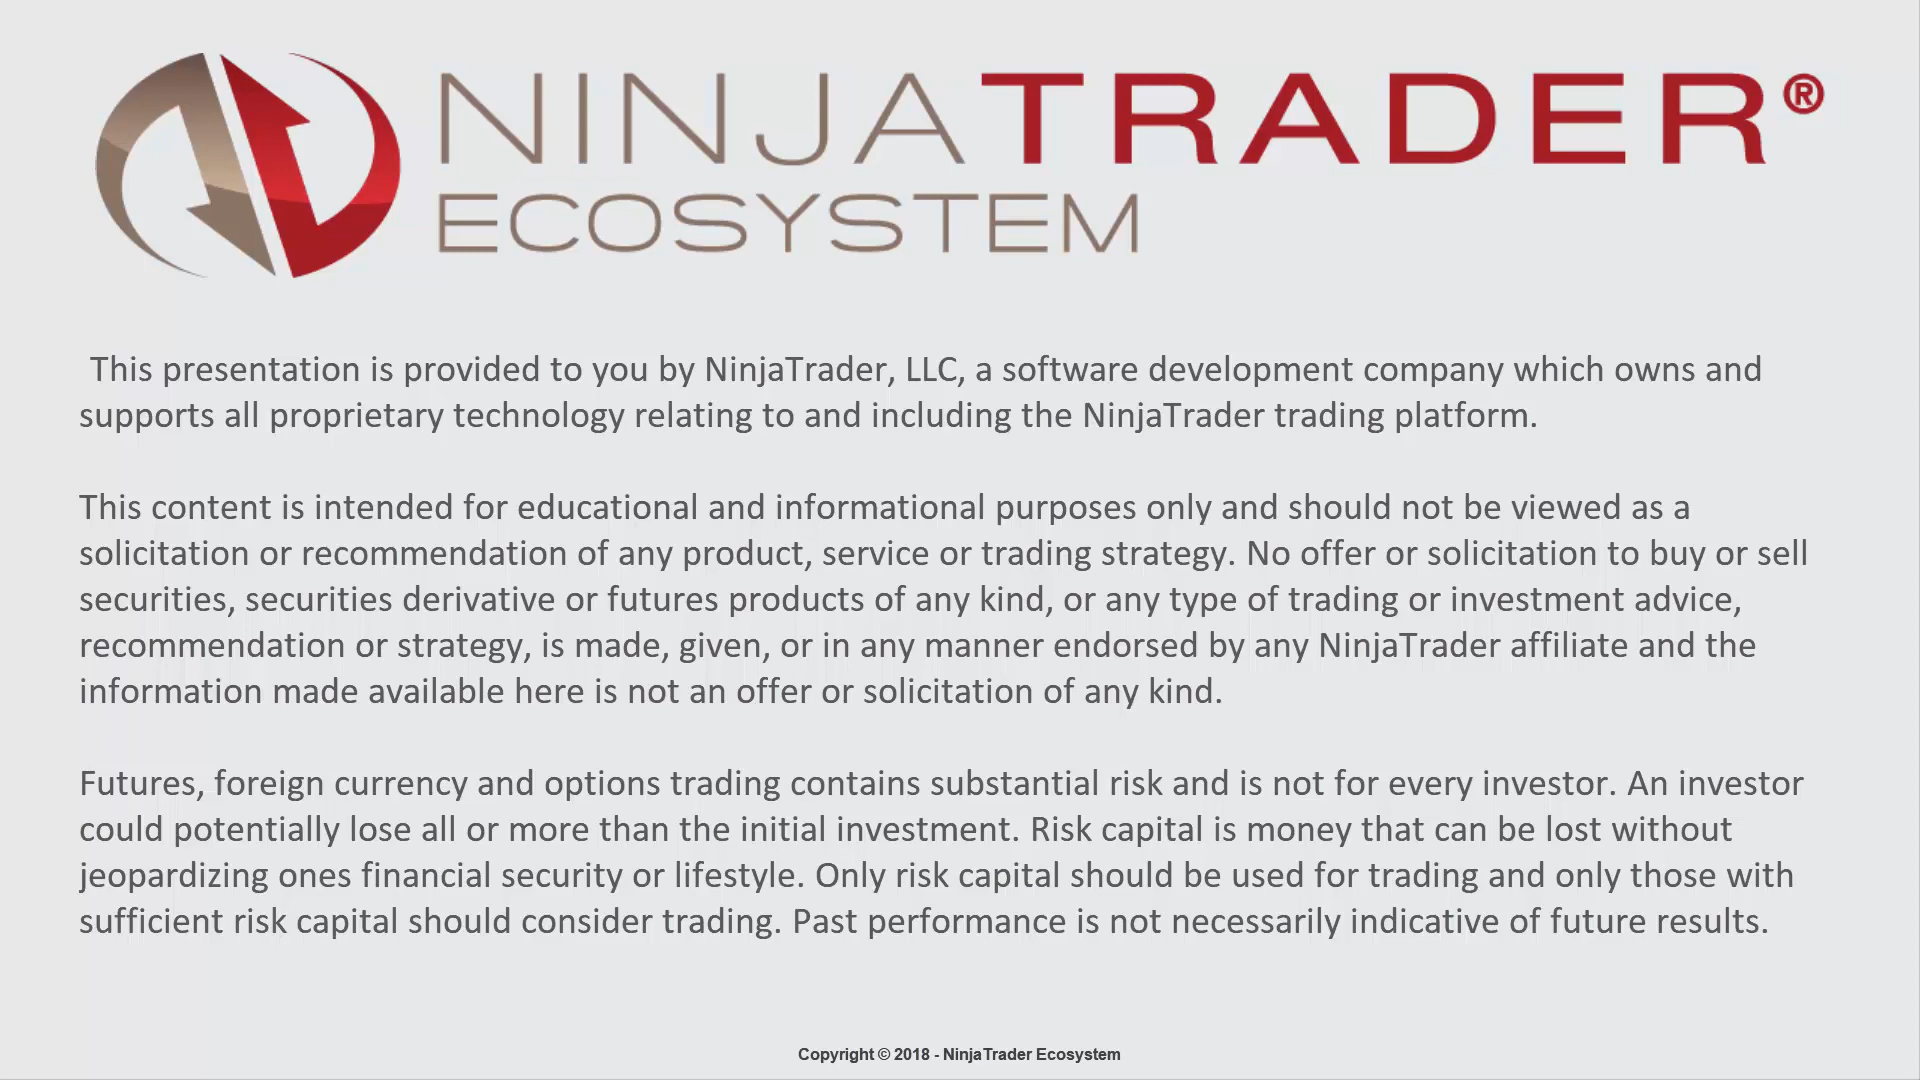 NINJATRADER®
ECOSYSTEM
This presentation is provided to you by NinjaTrader, LLC, a software development company which owns and
supports all proprietary technology relating to and including the NinjaTrader trading platform.
This content is intended for educational and informational purposes only and should not be viewed as a
solicitation or recommendation of any product, service or trading strategy. No offer or solicitation to buy or sell
securities, securities derivative or futures products of any kind, or any type of trading or investment advice,
recommendation or strategy, is made, given, or in any manner endorsed by any NinjaTrader affiliate and the
information made available here is not an offer or solicitation of any kind.
Futures, foreign currency and options trading contains substantial risk and is not for every investor. An investor
could potentially lose all or more than the initial investment. Risk capital is money that can be lost without
jeopardizing ones financial security or lifestyle. Only risk capital should be used for trading and only those with
sufficient risk capital should consider trading. Past performance is not necessarily indicative of future results.
Copyright © 2018 - NinjaTrader Ecosystem